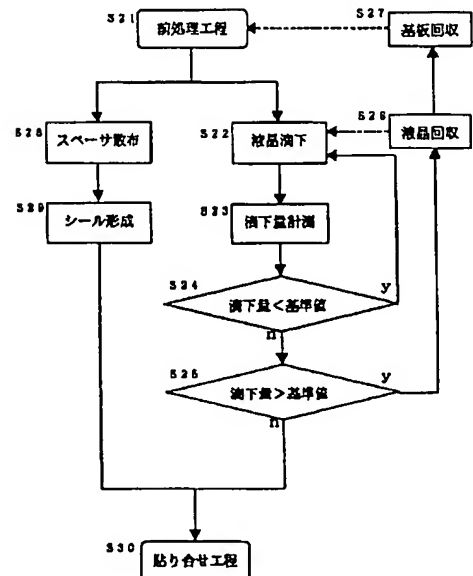 S21 前処理工程
S27 基板回収
S28 スペーサ散布
S22 液晶滴下
S26 液晶回収
S29 シール形成
S23 滴下量計測
S24 滴下量<基準値 y
n
S25 滴下量>基準値 y
n
S30 貼り合せ工程